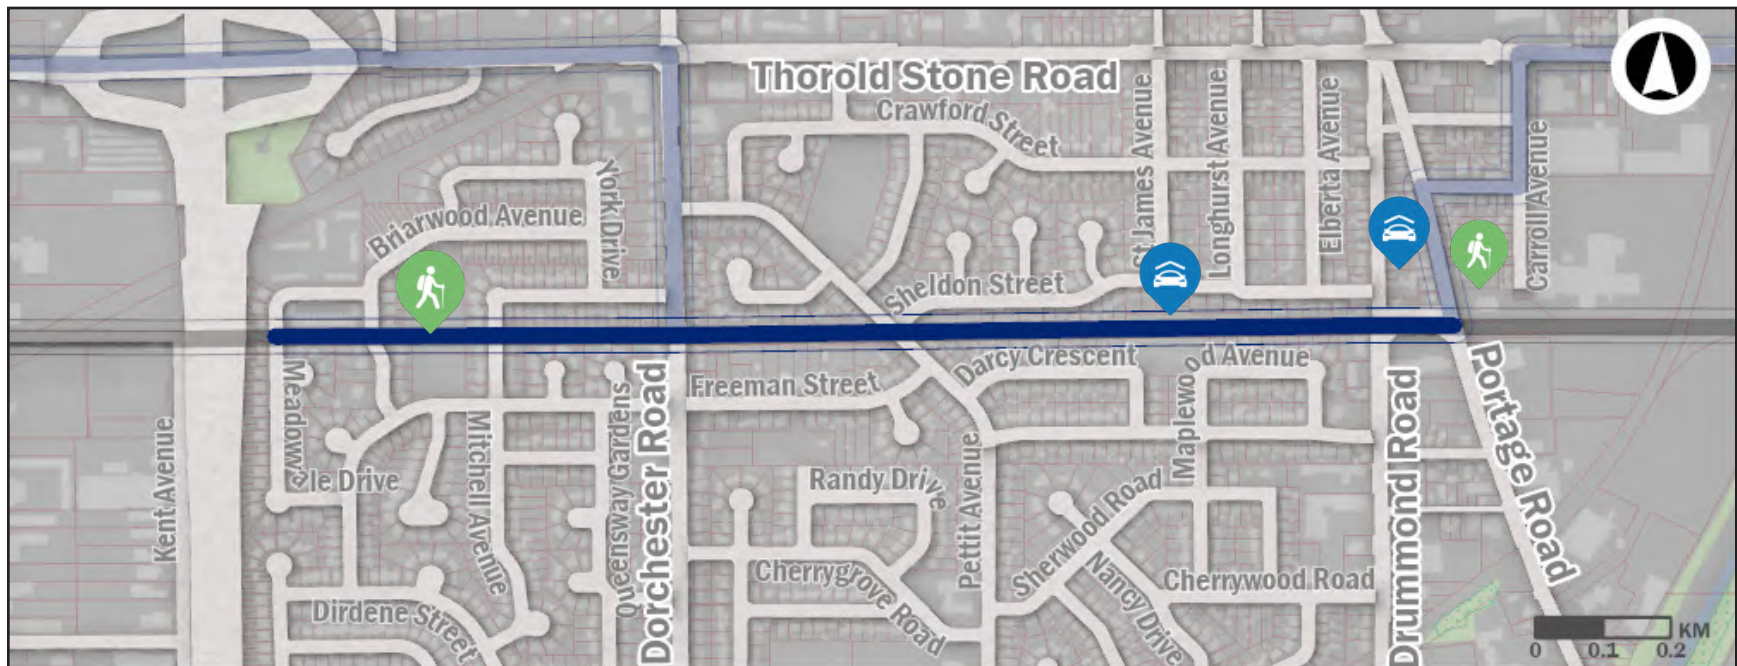 Thorold Stone Road
Crawford Street
St James Avenue
Longhurst Avenue
Elberta Avenue
Carroll Avenue
York Drive
Briarwood Avenue
Sheldon Street
Darcy Crescent
Maplewood Avenue
Freeman Street
Meadowv
le Drive
Mitchell Avenue
Queensway Gardens
Dorchester Road
Kent Avenue
Randy Drive
Pettit Avenue
Sherwood Road
Drummond Road
Portage Road
Cherrygrove Road
Nancy Drive
Cherrywood Road
Dirdene Street
KM
0 0.1 0.2